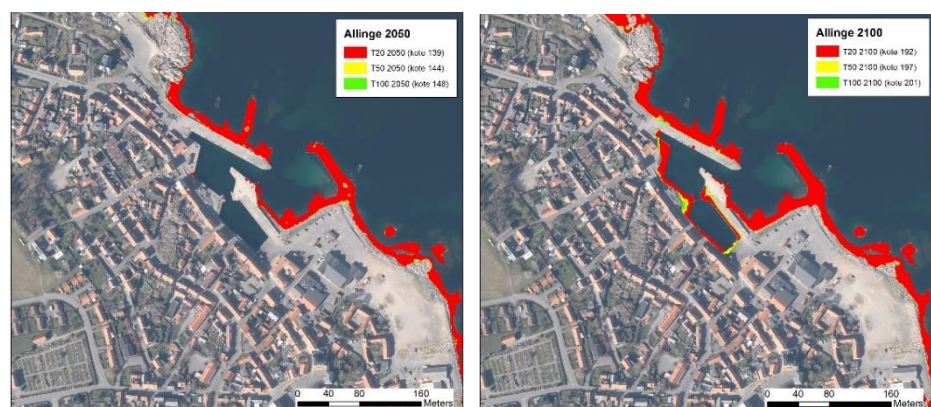 Allinge 2050
T20 2050 (kote 139)
T50 2050 (kote 144)
T100 2050 (kote 148)
0 40 80 160
Meters
Allinge 2100
T20 2100 (kote 192)
T50 2100 (kote 197)
T100 2100 (kote 201)
0 40 80 160
Meters